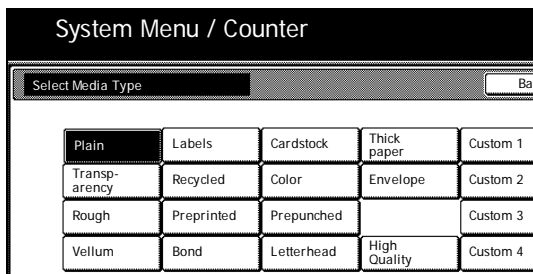 System Menu / Counter
Select Media Type
Plain
Labels
Cardstock
Thick
paper
Custom 1
Transp-
arency
Recycled
Color
Envelope
Custom 2
Rough
Preprinted
Prepunched
Custom 3
Vellum
Bond
Letterhead
High
Quality
Custom 4